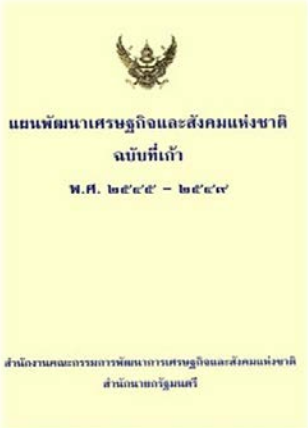 แผนพัฒนาเศรษฐกิจและสังคมแห่งชาติ
ฉบับที่เก้า
พ.ศ. ๒๕๔๕ - ๒๕๔๙
สำนักงานคณะกรรมการพัฒนาการเศรษฐกิจและสังคมแห่งชาติ
สำนักนายกรัฐมนตรี